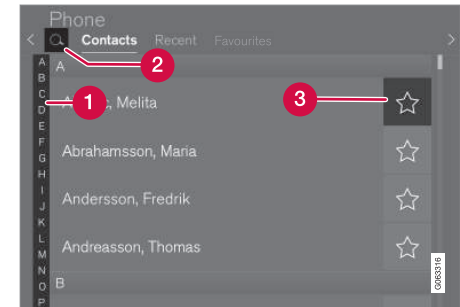 Phone
Contacts Recent Favourites
2
A
A
B
C
D
E
F
G
H
I
J
K
L
M
N
O
P
1
, Melita
3
Abrahamsson, Maria
Andersson, Fredrik
Andreasson, Thomas
B
G063316